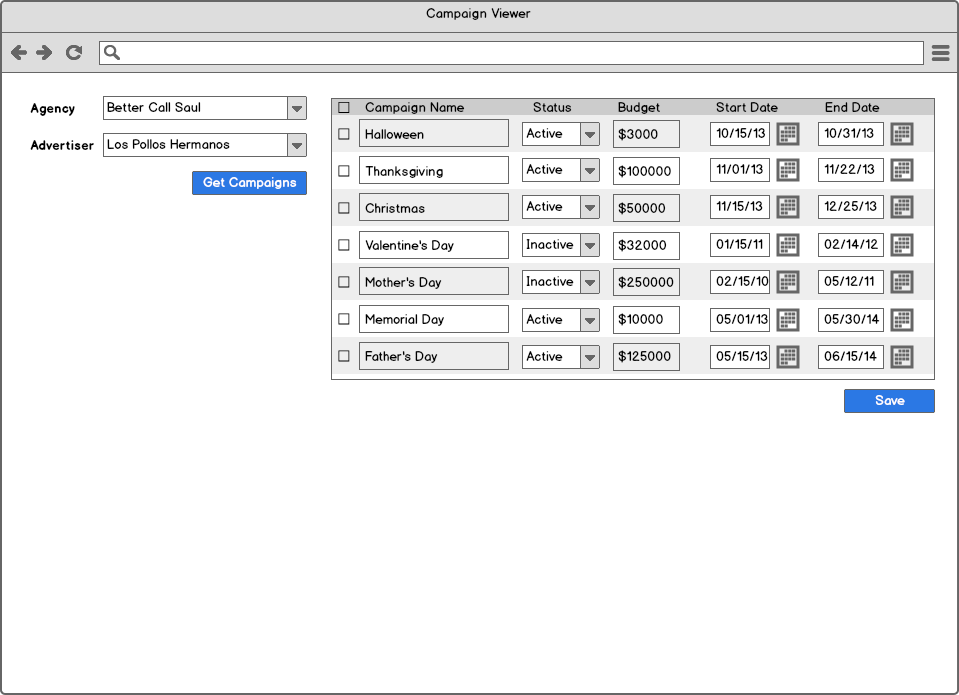 Campaign Viewer
Agency Better Call Saul
Advertiser Los Pollos Hermanos
Get Campaigns
Campaign Name Status Budget Start Date End Date
Halloween Active $3000 10/15/13 10/31/13
Thanksgiving Active $100000 11/01/13 11/22/13
Christmas Active $50000 11/15/13 12/25/13
Valentine's Day Inactive $32000 01/15/11 02/14/12
Mother's Day Inactive $250000 02/15/10 05/12/11
Memorial Day Active $10000 05/01/13 05/30/14
Father's Day Active $125000 05/15/13 06/15/14
Save